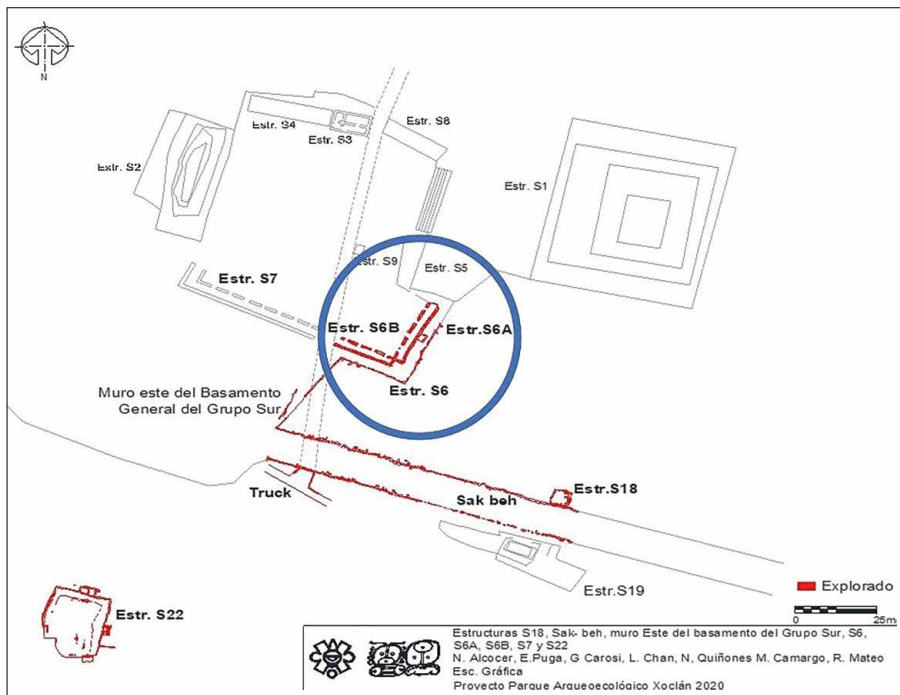 N
Estr. S4
Estr. S3
Estr. S8
Estr. S2
Estr. S1
Estr. S9
Estr. S5
Estr. S7
Estr. S6B
Estr.S6A
Estr. S6
Muro este del Basamento
General del Grupo Sur
Truck
Sak beh
Estr.S18
Estr.S19
Estr. S22
Explorado
25m
Estructuras S18, Sak- beh, muro Este del basamento del Grupo Sur, S6,
S6A, S6B, S7 y S22
N. Alcocer, E.Puga, G Carosi, L. Chan, N, Quiñones M. Camargo, R. Mateo
Esc. Gráfica
Proyecto Parque Arqueoecológico Xoclán 2020